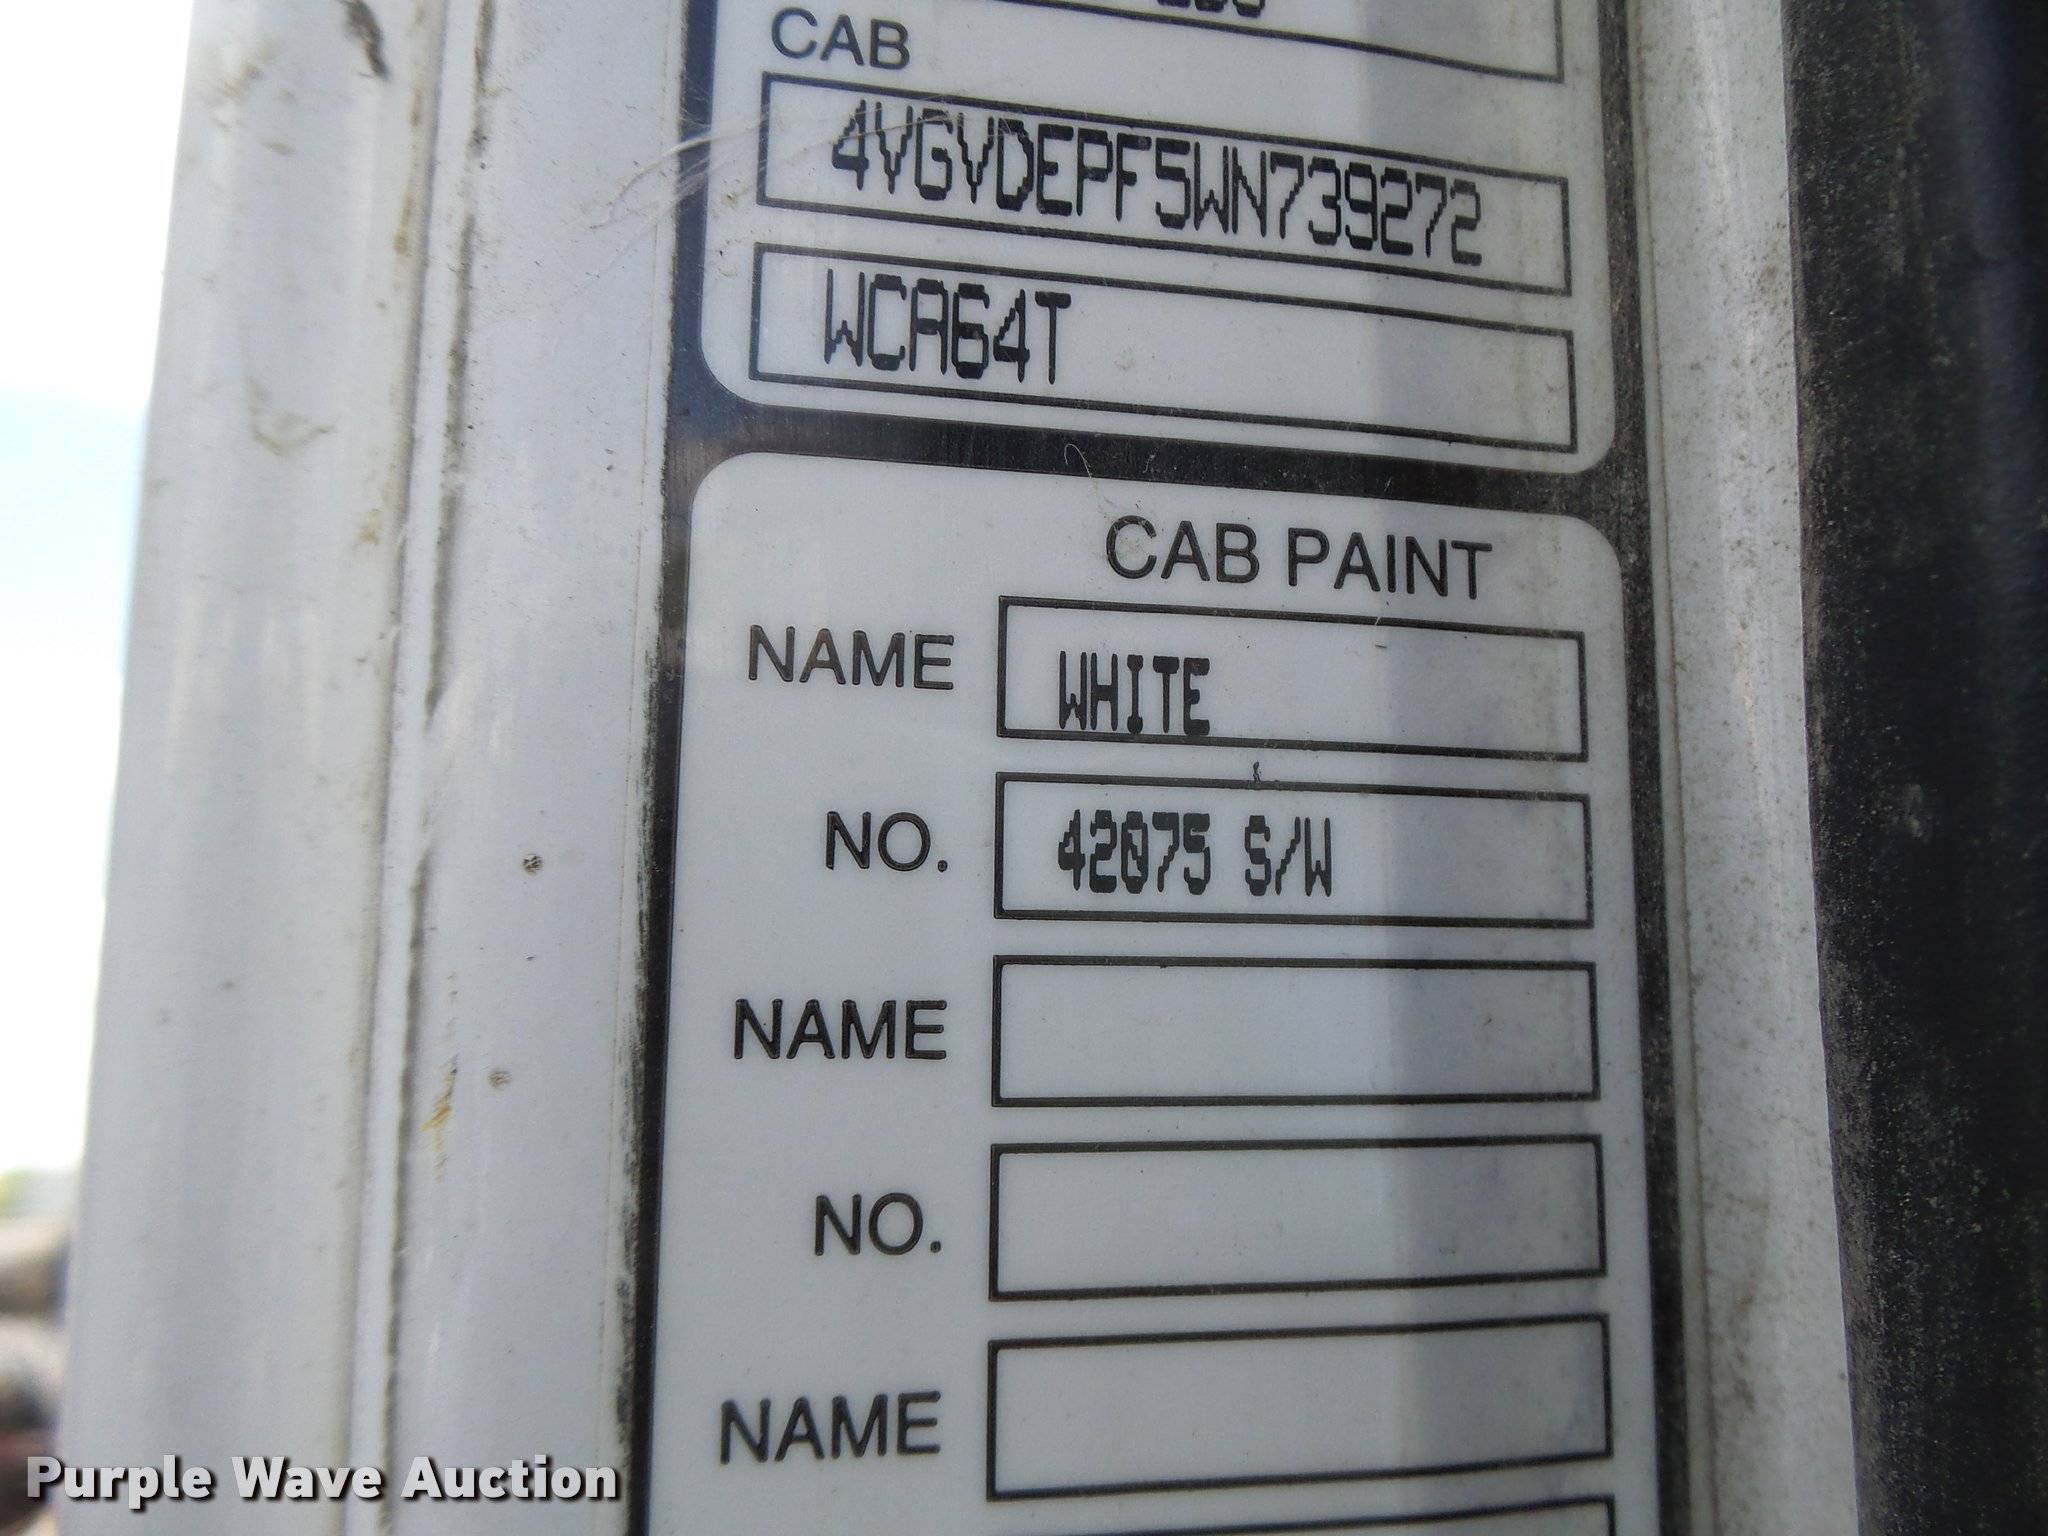 CAB
4VGVDEPF5WN739272
WCA64T
CAB PAINT
NAME WHITE
NO. 42075 S/W
NAME
NO.
NAME
Purple Wave Auction